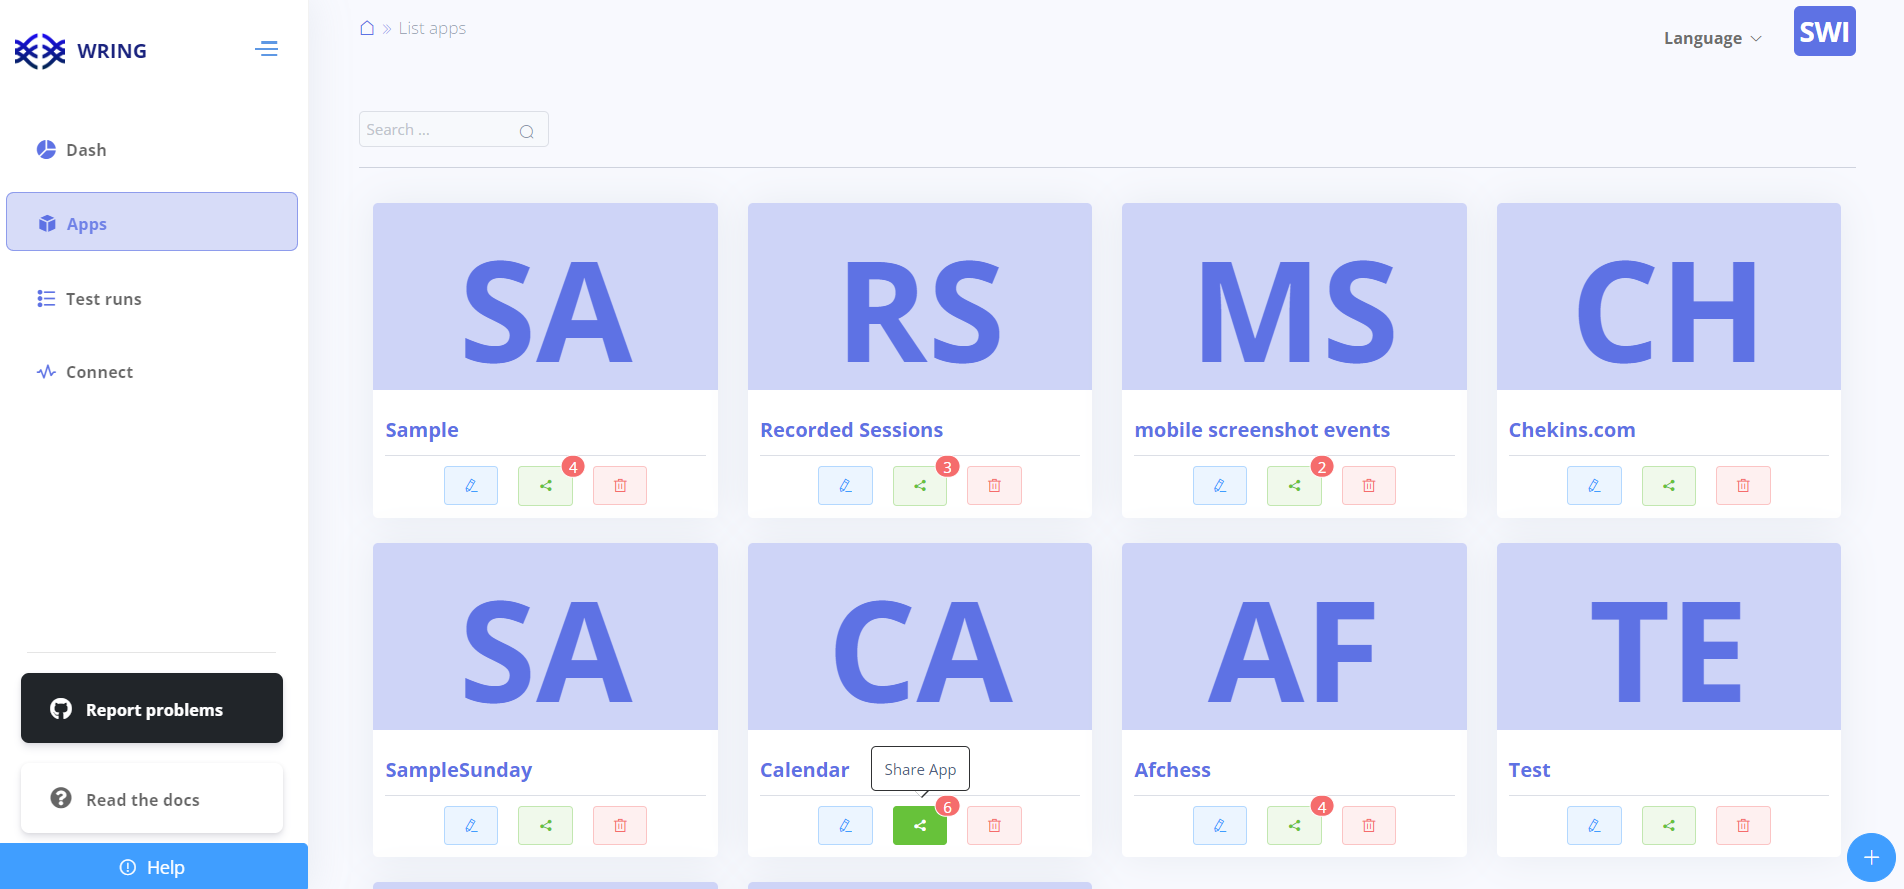 WRING
List apps
Language
SWI
Search ...
Dash
Apps
Test runs
Connect
SA
RS
MS
CH
Sample
Recorded Sessions
mobile screenshot events
Chekins.com
4
3
2
SA
CA
AF
TE
SampleSunday
Calendar
Share App
Afchess
Test
6
4
Report problems
Read the docs
Help